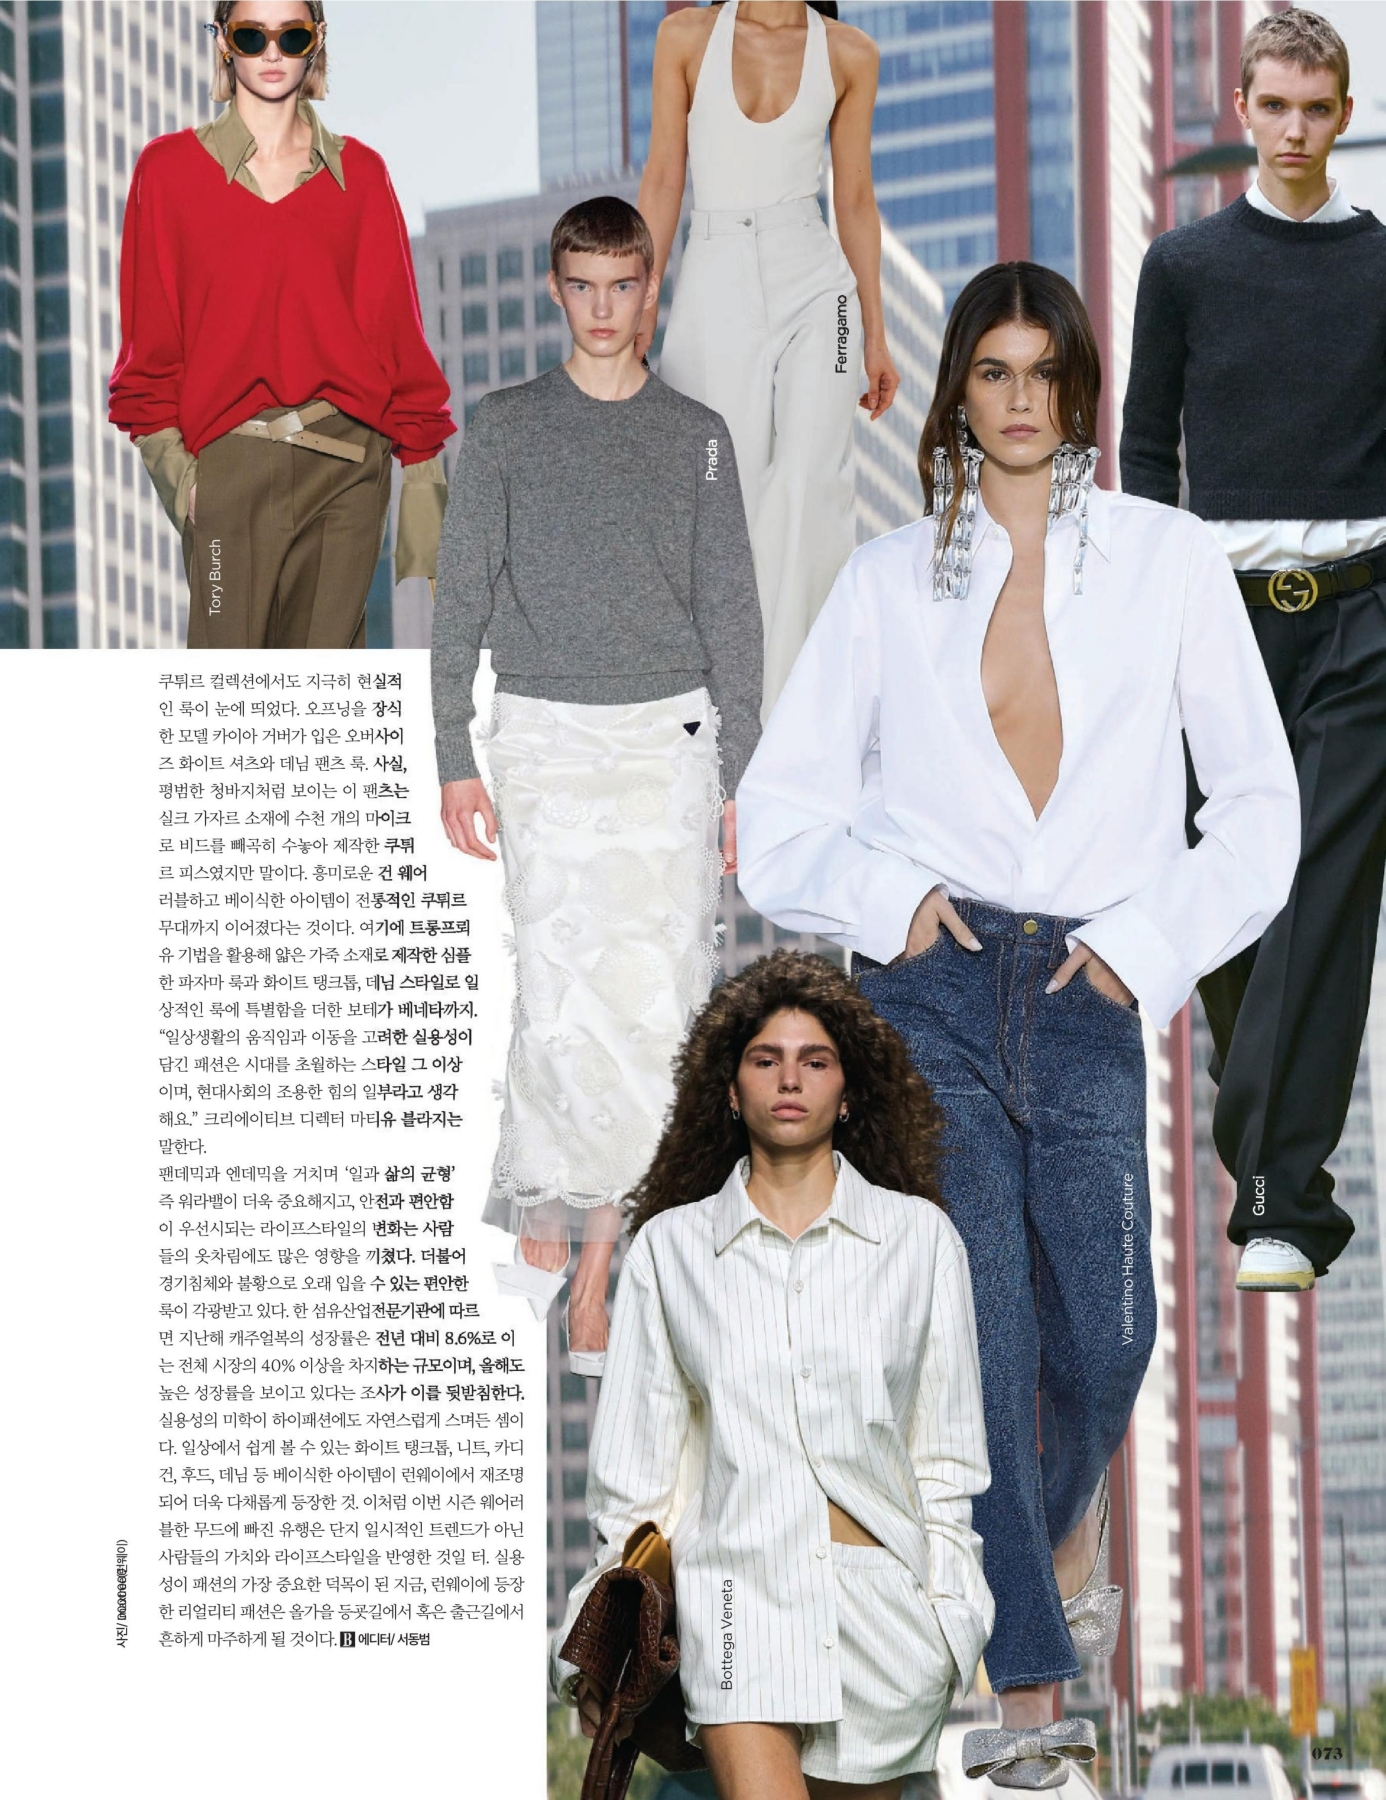 Tory Burch
Prada
Ferragamo
Gucci
Valentino Haute Couture
Bottega Veneta
쿠튀르 컬렉션에서도 지극히 현실적
인 룩이 눈에 띄었다. 오프닝을 장식
한 모델 카이아 거버가 입은 오버사이
즈 화이트 셔츠와 데님 팬츠 룩. 사실,
평범한 청바지처럼 보이는 이 팬츠는
실크 가자르 소재에 수천 개의 마이크
로 비드를 빼곡히 수놓아 제작한 쿠튀
르 피스였지만 말이다. 흥미로운 건 웨어
러블하고 베이식한 아이템이 전통적인 쿠튀르
무대까지 이어졌다는 것이다. 여기에 트롱프뢰
유 기법을 활용해 얇은 가죽 소재로 제작한 심플
한 파자마 룩과 화이트 탱크톱, 데님 스타일로 일
상적인 룩에 특별함을 더한 보테가 베네타까지.
“일상생활의 움직임과 이동을 고려한 실용성이
담긴 패션은 시대를 초월하는 스타일 그 이상
이며, 현대사회의 조용한 힘의 일부라고 생각
해요.” 크리에이티브 디렉터 마티유 블라지는
말한다.
팬데믹과 엔데믹을 거치며 ‘일과 삶의 균형’
즉 워라밸이 더욱 중요해지고, 안전과 편안함
이 우선시되는 라이프스타일의 변화는 사람
들의 옷차림에도 많은 영향을 끼쳤다. 더불어
경기침체와 불황으로 오래 입을 수 있는 편안한
룩이 각광받고 있다. 한 섬유산업전문기관에 따르
면 지난해 캐주얼복의 성장률은 전년 대비 8.6%로 이
는 전체 시장의 40% 이상을 차지하는 규모이며, 올해도
높은 성장률을 보이고 있다는 조사가 이를 뒷받침한다.
실용성의 미학이 하이패션에도 자연스럽게 스며든 셈이
다. 일상에서 쉽게 볼 수 있는 화이트 탱크톱, 니트, 카디
건, 후드, 데님 등 베이식한 아이템이 런웨이에서 재조명
되어 더욱 다채롭게 등장한 것. 이처럼 이번 시즌 웨어러
블한 무드에 빠진 유행은 단지 일시적인 트렌드가 아닌
사람들의 가치와 라이프스타일을 반영한 것일 터. 실용
성이 패션의 가장 중요한 덕목이 된 지금, 런웨이에 등장
한 리얼리티 패션은 올가을 등굣길에서 혹은 출근길에서
흔하게 마주하게 될 것이다. B 에디터/ 서동범
사진/
073